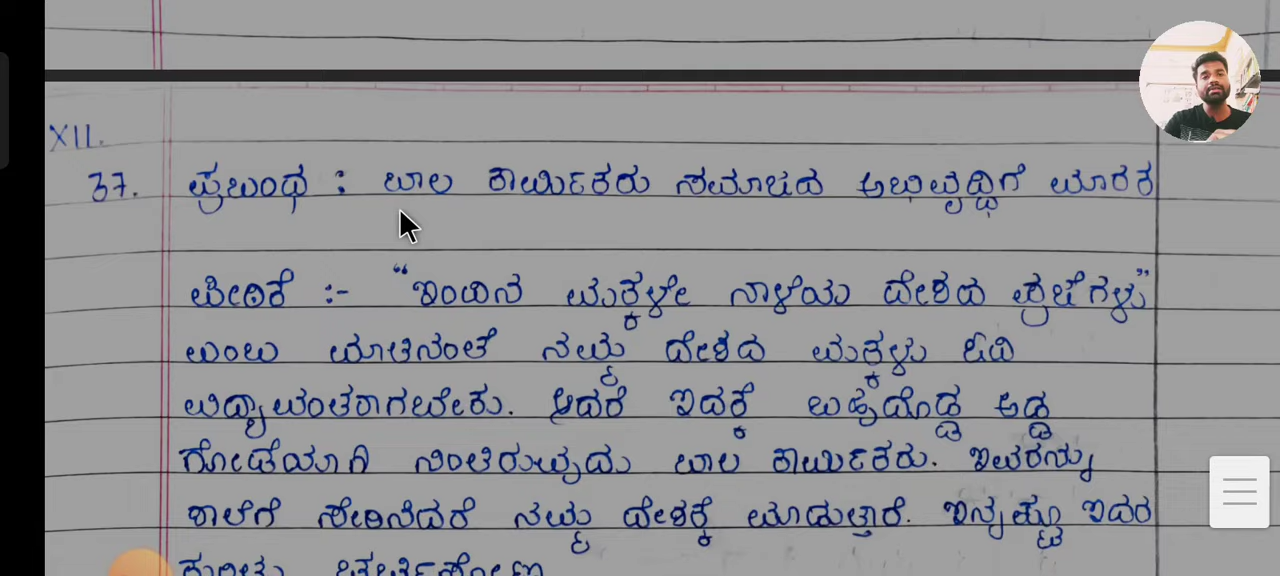 XII.
37. ಪ್ರಬಂಧ : ಬಾಲ ಕಾರ್ಮಿಕರು ಸಮಾಜದ ಅಭಿವೃದ್ಧಿಗೆ ಮಾರಕ
ಪೀಠಿಕೆ :- “ಇಂದಿನ ಮಕ್ಕಳೇ ನಾಳೆಯ ದೇಶದ ಪ್ರಜೆಗಳು”
ಎಂಬ ಮಾತಿನಂತೆ ನಮ್ಮ ದೇಶದ ಮಕ್ಕಳು ಓದಿ
ವಿದ್ಯಾವಂತರಾಗಬೇಕು. ಆದರೆ ಇದಕ್ಕೆ ಬಹುದೊಡ್ಡ ಅಡ್ಡ
ಗೋಡೆಯಾಗಿ ನಿಂತಿರುವುದು ಬಾಲ ಕಾರ್ಮಿಕರು. ಇವರನ್ನು
ಶಾಲೆಗೆ ಸೇರಿಸಿದರೆ ನಮ್ಮ ದೇಶಕ್ಕೆ ಮಾಡುತ್ತಾರೆ. ಇನ್ನಷ್ಟು ಇದರ